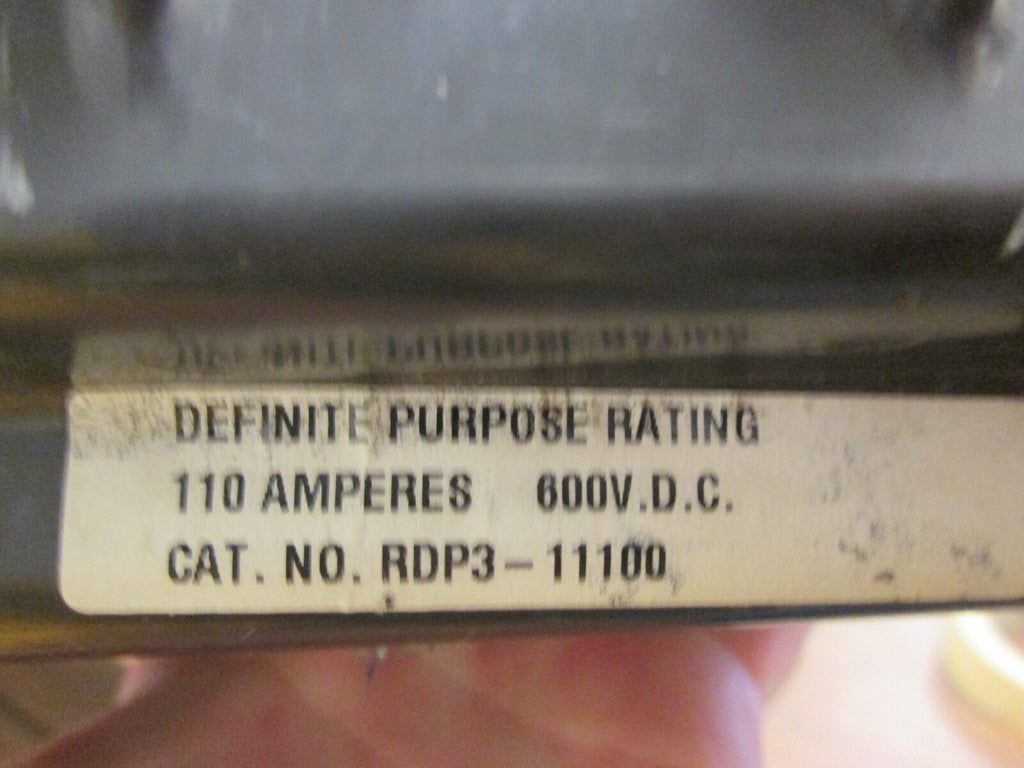 DEFINITE PURPOSE RATING
110 AMPERES 600V.D.C.
CAT. NO. RDP3-11100